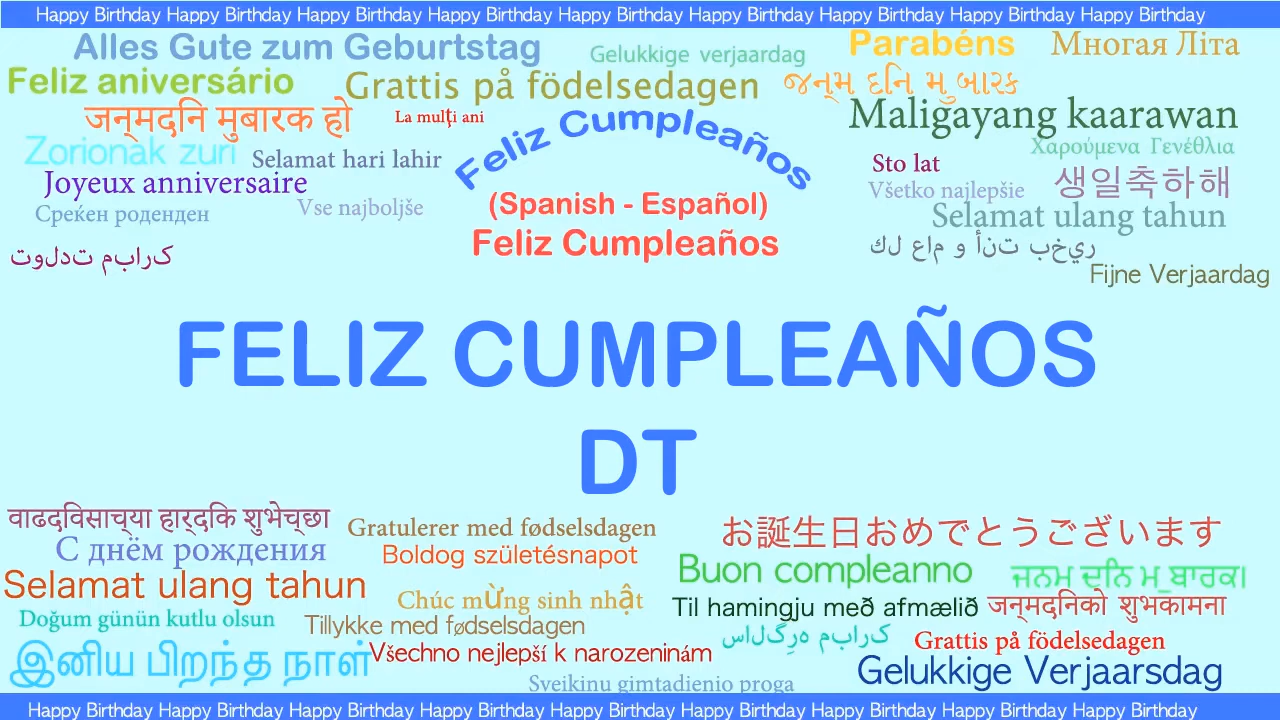 Happy Birthday Happy Birthday Happy Birthday Happy Birthday Happy Birthday Happy Birthday Happy Birthday Happy Birthday Happy Birthday
Alles Gute zum Geburtstag
Gelukkige verjaardag
Parabéns
Многая Літа
Feliz aniversário
Grattis på födelsedagen
જન્મ દિન મુબારક
जन्मदिन मुबारक हो
La mulți ani
Feliz Cumpleaños
Maligayang kaarawan
Zorionak zuri
Selamat hari lahir
Sto lat
Χαρούμενα Γενέθλια
Joyeux anniversaire
(Spanish - Español)
Všetko najlepšie
생일축하해
Среќен роденден
Vse najboljše
Feliz Cumpleaños
Selamat ulang tahun
تولدت مبارک
كل عام و أنت بخير
Fijne Verjaardag
FELIZ CUMPLEAÑOS
DT
वाढदिवसाच्या हार्दिक शुभेच्छा
Gratulerer med fødselsdagen
お誕生日おめでとうございます
С днём рождения
Boldog születésnapot
Buon compleanno
ਜਨਮ ਦਿਨ ਮੁਬਾਰਕ।
Selamat ulang tahun
Chúc mừng sinh nhật
Til hamingju með afmælið
जन्मदिनको शुभकामना
Doğum günün kutlu olsun
Tillykke med fødselsdagen
سالگرہ مبارک
Grattis på födelsedagen
இனிய பிறந்த நாள்
Všechno nejlepší k narozeninám
Gelukkige Verjaarsdag
Sveikinu gimtadienio proga
Happy Birthday Happy Birthday Happy Birthday Happy Birthday Happy Birthday Happy Birthday Happy Birthday Happy Birthday Happy Birthday